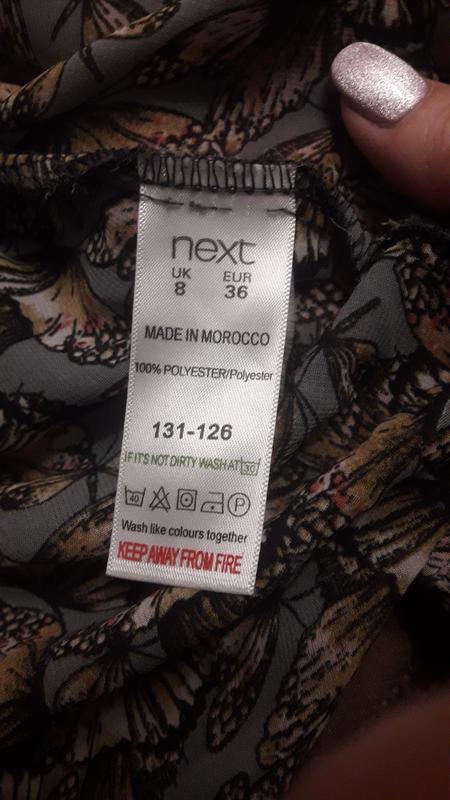 next
UK EUR
8 36
MADE IN MOROCCO
100% POLYESTER/Polyester
131-126
IF IT'S NOT DIRTY WASH AT 30
40 P
Wash like colours together
KEEP AWAY FROM FIRE